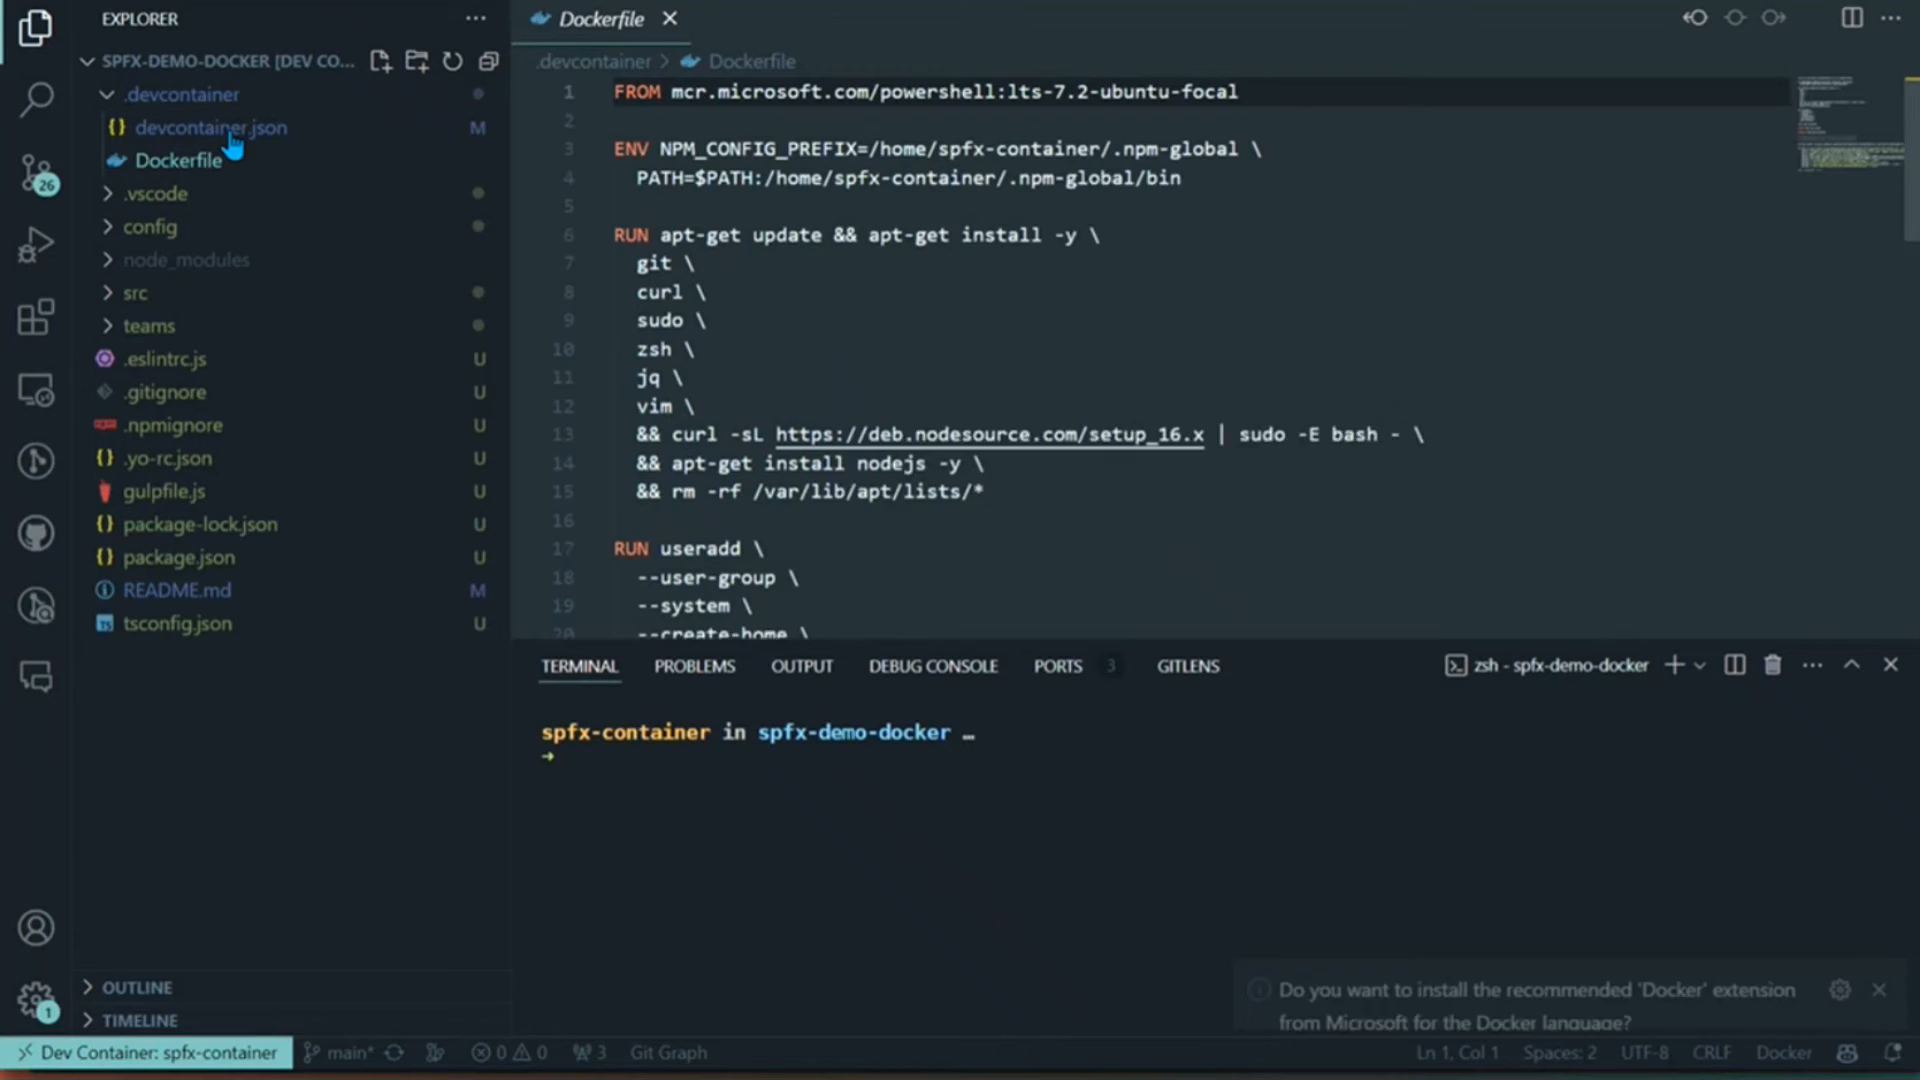 EXPLORER
SPFX-DEMO-DOCKER [DEV CO...
.devcontainer
devcontainer.json M
Dockerfile
.vscode
config
node_modules
src
teams
.eslintrc.js U
.gitignore U
.npmignore U
.yo-rc.json U
gulpfile.js U
package-lock.json U
package.json U
README.md M
tsconfig.json U
OUTLINE
TIMELINE
26
1
Dockerfile
.devcontainer > Dockerfile
1 FROM mcr.microsoft.com/powershell:lts-7.2-ubuntu-focal
2
3 ENV NPM_CONFIG_PREFIX=/home/spfx-container/.npm-global \
4 PATH=$PATH:/home/spfx-container/.npm-global/bin
5
6 RUN apt-get update && apt-get install -y \
7 git \
8 curl \
9 sudo \
10 zsh \
11 jq \
12 vim \
13 && curl -sL https://deb.nodesource.com/setup_16.x | sudo -E bash - \
14 && apt-get install nodejs -y \
15 && rm -rf /var/lib/apt/lists/*
16
17 RUN useradd \
18 --user-group \
19 --system \
20 --create-home \
TERMINAL PROBLEMS OUTPUT DEBUG CONSOLE PORTS 3 GITLENS
zsh - spfx-demo-docker
spfx-container in spfx-demo-docker …
➜
Do you want to install the recommended 'Docker' extension
from Microsoft for the Docker language?
Dev Container: spfx-container main* 0 0 3 Git Graph Ln 1, Col 1 Spaces: 2 UTF-8 CRLF Docker